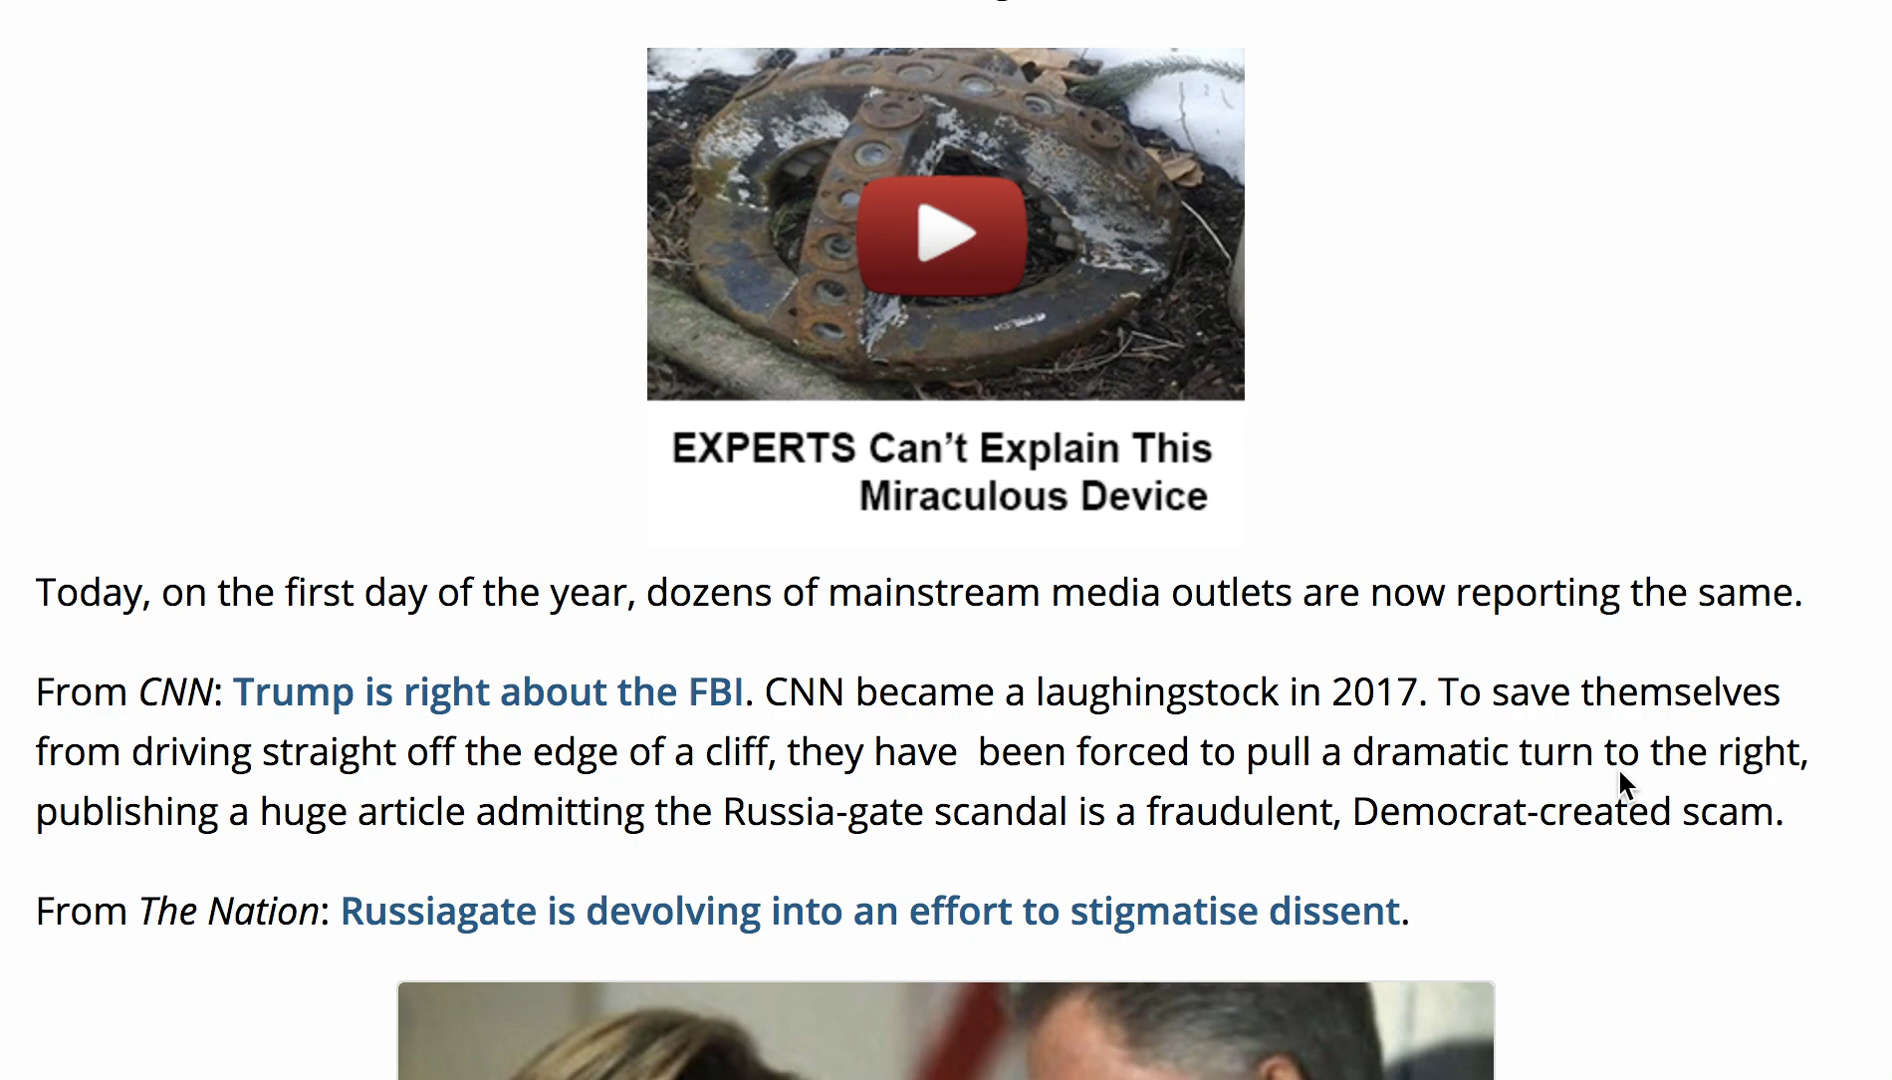 EXPERTS Can’t Explain This
Miraculous Device
Today, on the first day of the year, dozens of mainstream media outlets are now reporting the same.
From CNN: Trump is right about the FBI. CNN became a laughingstock in 2017. To save themselves
from driving straight off the edge of a cliff, they have  been forced to pull a dramatic turn to the right,
publishing a huge article admitting the Russia-gate scandal is a fraudulent, Democrat-created scam.
From The Nation: Russiagate is devolving into an effort to stigmatise dissent.